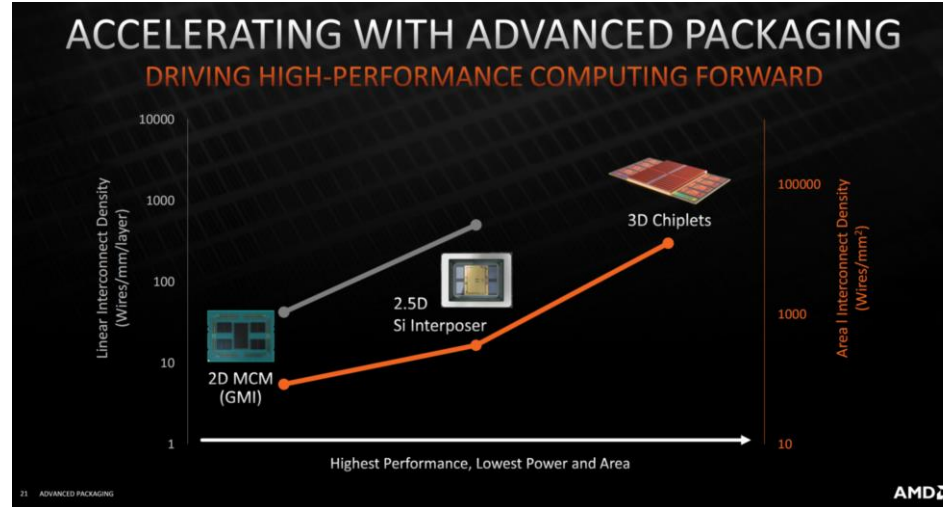 ACCELERATING WITH ADVANCED PACKAGING
DRIVING HIGH-PERFORMANCE COMPUTING FORWARD
10000
1000
100
10
1
Linear Interconnect Density
(Wires/mm/layer)
2D MCM
(GMI)
2.5D
Si Interposer
3D Chiplets
100000
1000
10
Area l Interconnect Density
(Wires/mm²)
Highest Performance, Lowest Power and Area
21 ADVANCED PACKAGING
AMD